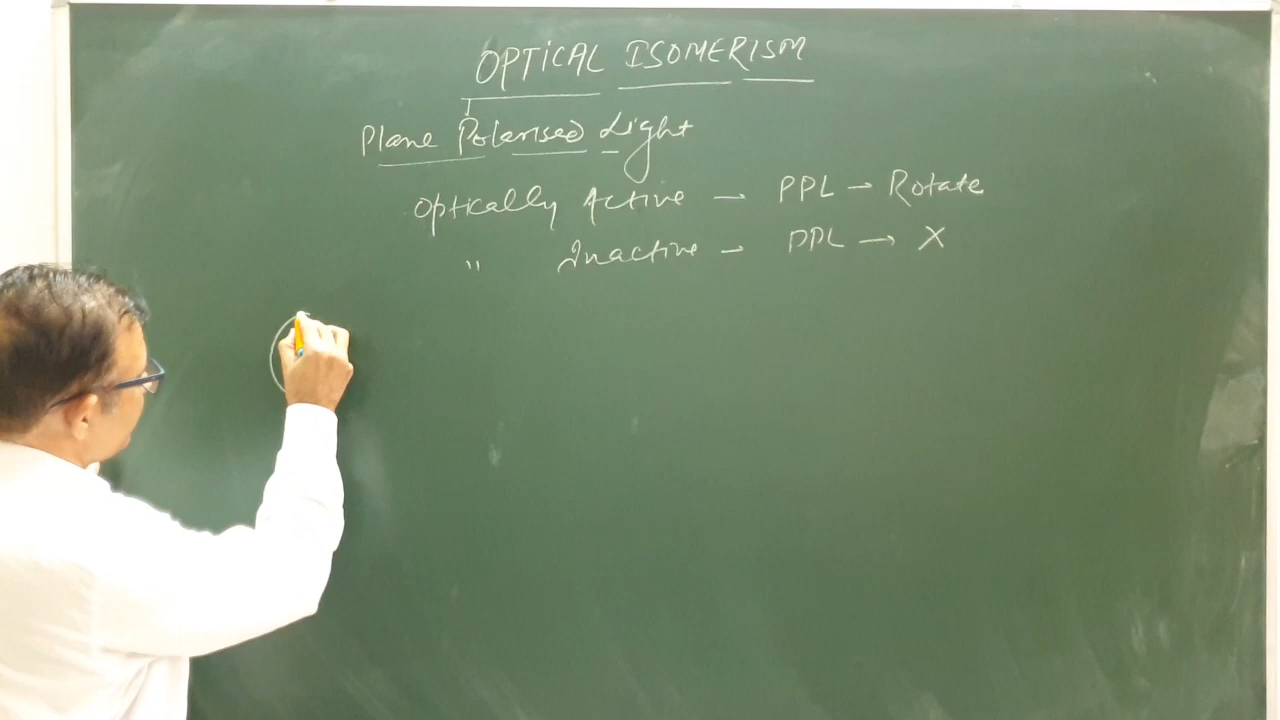 OPTICAL ISOMERISM
Plane Polarised Light
Optically Active → PPL → Rotate
" Inactive → PPL → X